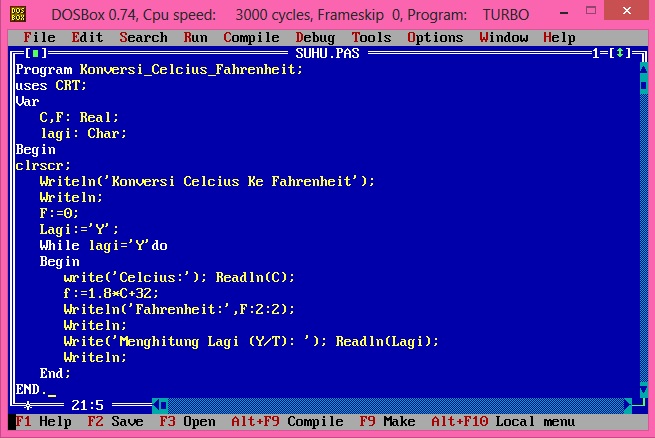 DOS
BOX
DOSBox 0.74, Cpu speed: 3000 cycles, Frameskip 0, Program: TURBO
File Edit Search Run Compile Debug Tools Options Window Help
SUHU.PAS 1
Program Konversi_Celcius_Fahrenheit;
uses CRT;
Var
C,F: Real;
lagi: Char;
Begin
clrscr;
Writeln('Konversi Celcius Ke Fahrenheit');
Writeln;
F:=0;
Lagi:='Y';
While lagi='Y'do
Begin
write('Celcius:'); Readln(C);
f:=1.8*C+32;
Writeln('Fahrenheit:',F:2:2);
Writeln;
Write('Menghitung Lagi (Y/T): '); Readln(Lagi);
Writeln;
End;
END._
21:5
F1 Help F2 Save F3 Open Alt+F9 Compile F9 Make Alt+F10 Local menu